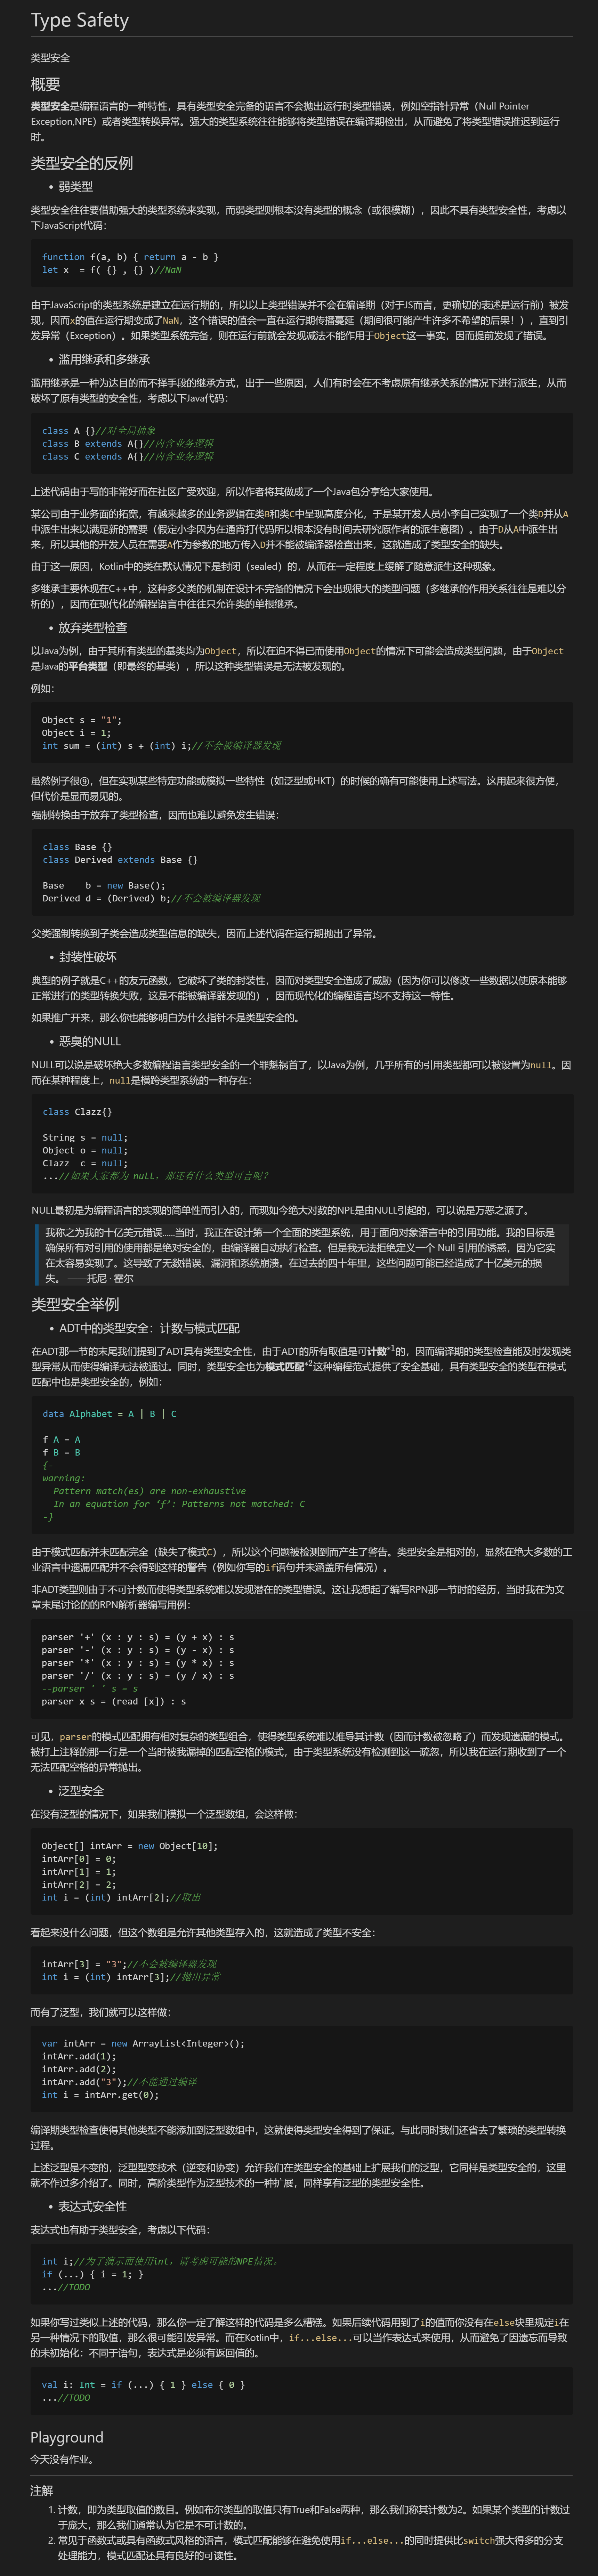 Type Safety
类型安全
概要
类型安全是编程语言的一种特性，具有类型安全完备的语言不会抛出运行时类型错误，例如空指针异常（Null Pointer
Exception,NPE）或者类型转换异常。强大的类型系统往往能够将类型错误在编译期检出，从而避免了将类型错误推迟到运行
时。
类型安全的反例
• 弱类型
类型安全往往要借助强大的类型系统来实现，而弱类型则根本没有类型的概念（或很模糊），因此不具有类型安全性，考虑以
下JavaScript代码：
function f(a, b) { return a - b }
let x  = f( {} , {} )//NaN
由于JavaScript的类型系统是建立在运行期的，所以以上类型错误并不会在编译期（对于JS而言，更确切的表述是运行前）被发
现，因而x的值在运行期变成了NaN，这个错误的值会一直在运行期传播蔓延（期间很可能产生许多不希望的后果！），直到引
发异常（Exception）。如果类型系统完备，则在运行前就会发现减法不能作用于Object这一事实，因而提前发现了错误。
• 滥用继承和多继承
滥用继承是一种为达目的而不择手段的继承方式，出于一些原因，人们有时会在不考虑原有继承关系的情况下进行派生，从而
破坏了原有类型的安全性，考虑以下Java代码：
class A {}//对全局抽象
class B extends A{}//内含业务逻辑
class C extends A{}//内含业务逻辑
上述代码由于写的非常好而在社区广受欢迎，所以作者将其做成了一个Java包分享给大家使用。
某公司由于业务面的拓宽，有越来越多的业务逻辑在类B和类C中呈现高度分化，于是某开发人员小李自己实现了一个类D并从A
中派生出来以满足新的需要（假定小李因为在通宵打代码所以根本没有时间去研究原作者的派生意图）。由于D从A中派生出
来，所以其他的开发人员在需要A作为参数的地方传入D并不能被编译器检查出来，这就造成了类型安全的缺失。
由于这一原因，Kotlin中的类在默认情况下是封闭（sealed）的，从而在一定程度上缓解了随意派生这种现象。
多继承主要体现在C++中，这种多父类的机制在设计不完备的情况下会出现很大的类型问题（多继承的作用关系往往是难以分
析的），因而在现代化的编程语言中往往只允许类的单根继承。
• 放弃类型检查
以Java为例，由于其所有类型的基类均为Object，所以在迫不得已而使用Object的情况下可能会造成类型问题，由于Object
是Java的平台类型（即最终的基类），所以这种类型错误是无法被发现的。
例如：
Object s = "1";
Object i = 1;
int sum = (int) s + (int) i;//不会被编译器发现
虽然例子很⑨，但在实现某些特定功能或模拟一些特性（如泛型或HKT）的时候的确有可能使用上述写法。这用起来很方便，
但代价是显而易见的。
强制转换由于放弃了类型检查，因而也难以避免发生错误：
class Base {}
class Derived extends Base {}
Base    b = new Base();
Derived d = (Derived) b;//不会被编译器发现
父类强制转换到子类会造成类型信息的缺失，因而上述代码在运行期抛出了异常。
• 封装性破坏
典型的例子就是C++的友元函数，它破坏了类的封装性，因而对类型安全造成了威胁（因为你可以修改一些数据以使原本能够
正常进行的类型转换失败，这是不能被编译器发现的），因而现代化的编程语言均不支持这一特性。
如果推广开来，那么你也能够明白为什么指针不是类型安全的。
• 恶臭的NULL
NULL可以说是破坏绝大多数编程语言类型安全的一个罪魁祸首了，以Java为例，几乎所有的引用类型都可以被设置为null。因
而在某种程度上，null是横跨类型系统的一种存在：
class Clazz{}
String s = null;
Object o = null;
Clazz  c = null;
...//如果大家都为 null，那还有什么类型可言呢?
NULL最初是为编程语言的实现的简单性而引入的，而现如今绝大对数的NPE是由NULL引起的，可以说是万恶之源了。
我称之为我的十亿美元错误……当时，我正在设计第一个全面的类型系统，用于面向对象语言中的引用功能。我的目标是
确保所有对引用的使用都是绝对安全的，由编译器自动执行检查。但是我无法拒绝定义一个 Null 引用的诱惑，因为它实
在太容易实现了。这导致了无数错误、漏洞和系统崩溃。在过去的四十年里，这些问题可能已经造成了十亿美元的损
失。 ——托尼 · 霍尔
类型安全举例
• ADT中的类型安全：计数与模式匹配
在ADT那一节的末尾我们提到了ADT具有类型安全性，由于ADT的所有取值是可计数*1的，因而编译期的类型检查能及时发现类
型异常从而使得编译无法被通过。同时，类型安全也为模式匹配*2这种编程范式提供了安全基础，具有类型安全的类型在模式
匹配中也是类型安全的，例如：
data Alphabet = A | B | C
f A = A
f B = B
{-
warning:
  Pattern match(es) are non-exhaustive
  In an equation for ‘f’: Patterns not matched: C
-}
由于模式匹配并未匹配完全（缺失了模式C），所以这个问题被检测到而产生了警告。类型安全是相对的，显然在绝大多数的工
业语言中遗漏匹配并不会得到这样的警告（例如你写的if语句并未涵盖所有情况）。
非ADT类型则由于不可计数而使得类型系统难以发现潜在的类型错误。这让我想起了编写RPN那一节时的经历，当时我在为文
章末尾讨论的的RPN解析器编写用例：
parser '+' (x : y : s) = (y + x) : s
parser '-' (x : y : s) = (y - x) : s
parser '*' (x : y : s) = (y * x) : s
parser '/' (x : y : s) = (y / x) : s
--parser ' ' s = s
parser x s = (read [x]) : s
可见，parser的模式匹配拥有相对复杂的类型组合，使得类型系统难以推导其计数（因而计数被忽略了）而发现遗漏的模式。
被打上注释的那一行是一个当时被我漏掉的匹配空格的模式，由于类型系统没有检测到这一疏忽，所以我在运行期收到了一个
无法匹配空格的异常抛出。
• 泛型安全
在没有泛型的情况下，如果我们模拟一个泛型数组，会这样做：
Object[] intArr = new Object[10];
intArr[0] = 0;
intArr[1] = 1;
intArr[2] = 2;
int i = (int) intArr[2];//取出
看起来没什么问题，但这个数组是允许其他类型存入的，这就造成了类型不安全：
intArr[3] = "3";//不会被编译器发现
int i = (int) intArr[3];//抛出异常
而有了泛型，我们就可以这样做：
var intArr = new ArrayList<Integer>();
intArr.add(1);
intArr.add(2);
intArr.add("3");//不能通过编译
int i = intArr.get(0);
编译期类型检查使得其他类型不能添加到泛型数组中，这就使得类型安全得到了保证。与此同时我们还省去了繁琐的类型转换
过程。
上述泛型是不变的，泛型型变技术（逆变和协变）允许我们在类型安全的基础上扩展我们的泛型，它同样是类型安全的，这里
就不作过多介绍了。同时，高阶类型作为泛型技术的一种扩展，同样享有泛型的类型安全性。
• 表达式安全性
表达式也有助于类型安全，考虑以下代码：
int i;//为了演示而使用int，请考虑可能的NPE情况。
if (...) { i = 1; }
...//TODO
如果你写过类似上述的代码，那么你一定了解这样的代码是多么糟糕。如果后续代码用到了i的值而你没有在else块里规定i在
另一种情况下的取值，那么很可能引发异常。而在Kotlin中，if...else...可以当作表达式来使用，从而避免了因遗忘而导致
的未初始化：不同于语句，表达式是必须有返回值的。
val i: Int = if (...) { 1 } else { 0 }
...//TODO
Playground
今天没有作业。
注解
1. 计数，即为类型取值的数目。例如布尔类型的取值只有True和False两种，那么我们称其计数为2。如果某个类型的计数过
于庞大，那么我们通常认为它是不可计数的。
2. 常见于函数式或具有函数式风格的语言，模式匹配能够在避免使用if...else...的同时提供比switch强大得多的分支
处理能力，模式匹配还具有良好的可读性。